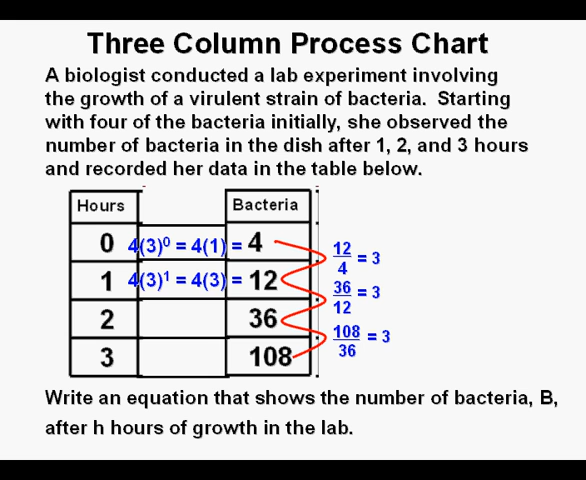 Three Column Process Chart
A biologist conducted a lab experiment involving
the growth of a virulent strain of bacteria.  Starting
with four of the bacteria initially, she observed the
number of bacteria in the dish after 1, 2, and 3 hours
and recorded her data in the table below.
Hours Bacteria
0 4(3)⁰ = 4(1) = 4
1 4(3)¹ = 4(3) = 12
2 36
3 108
12/4 = 3
36/12 = 3
108/36 = 3
Write an equation that shows the number of bacteria, B,
after h hours of growth in the lab.